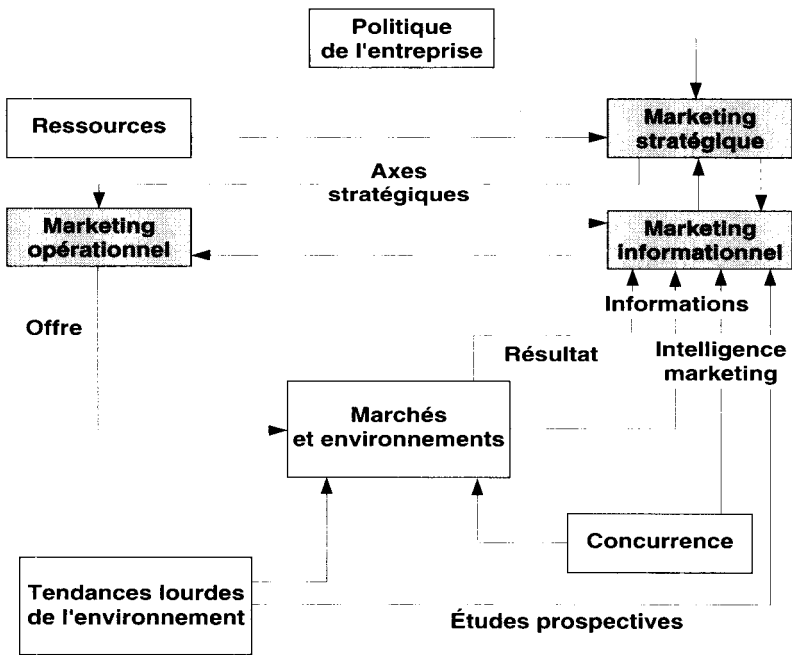 Politique
de l'entreprise
Ressources
Marketing
stratégique
Axes
stratégiques
Marketing
opérationnel
Marketing
informationnel
Offre
Informations
Résultat
Intelligence
marketing
Marchés
et environnements
Concurrence
Tendances lourdes
de l'environnement
Études prospectives